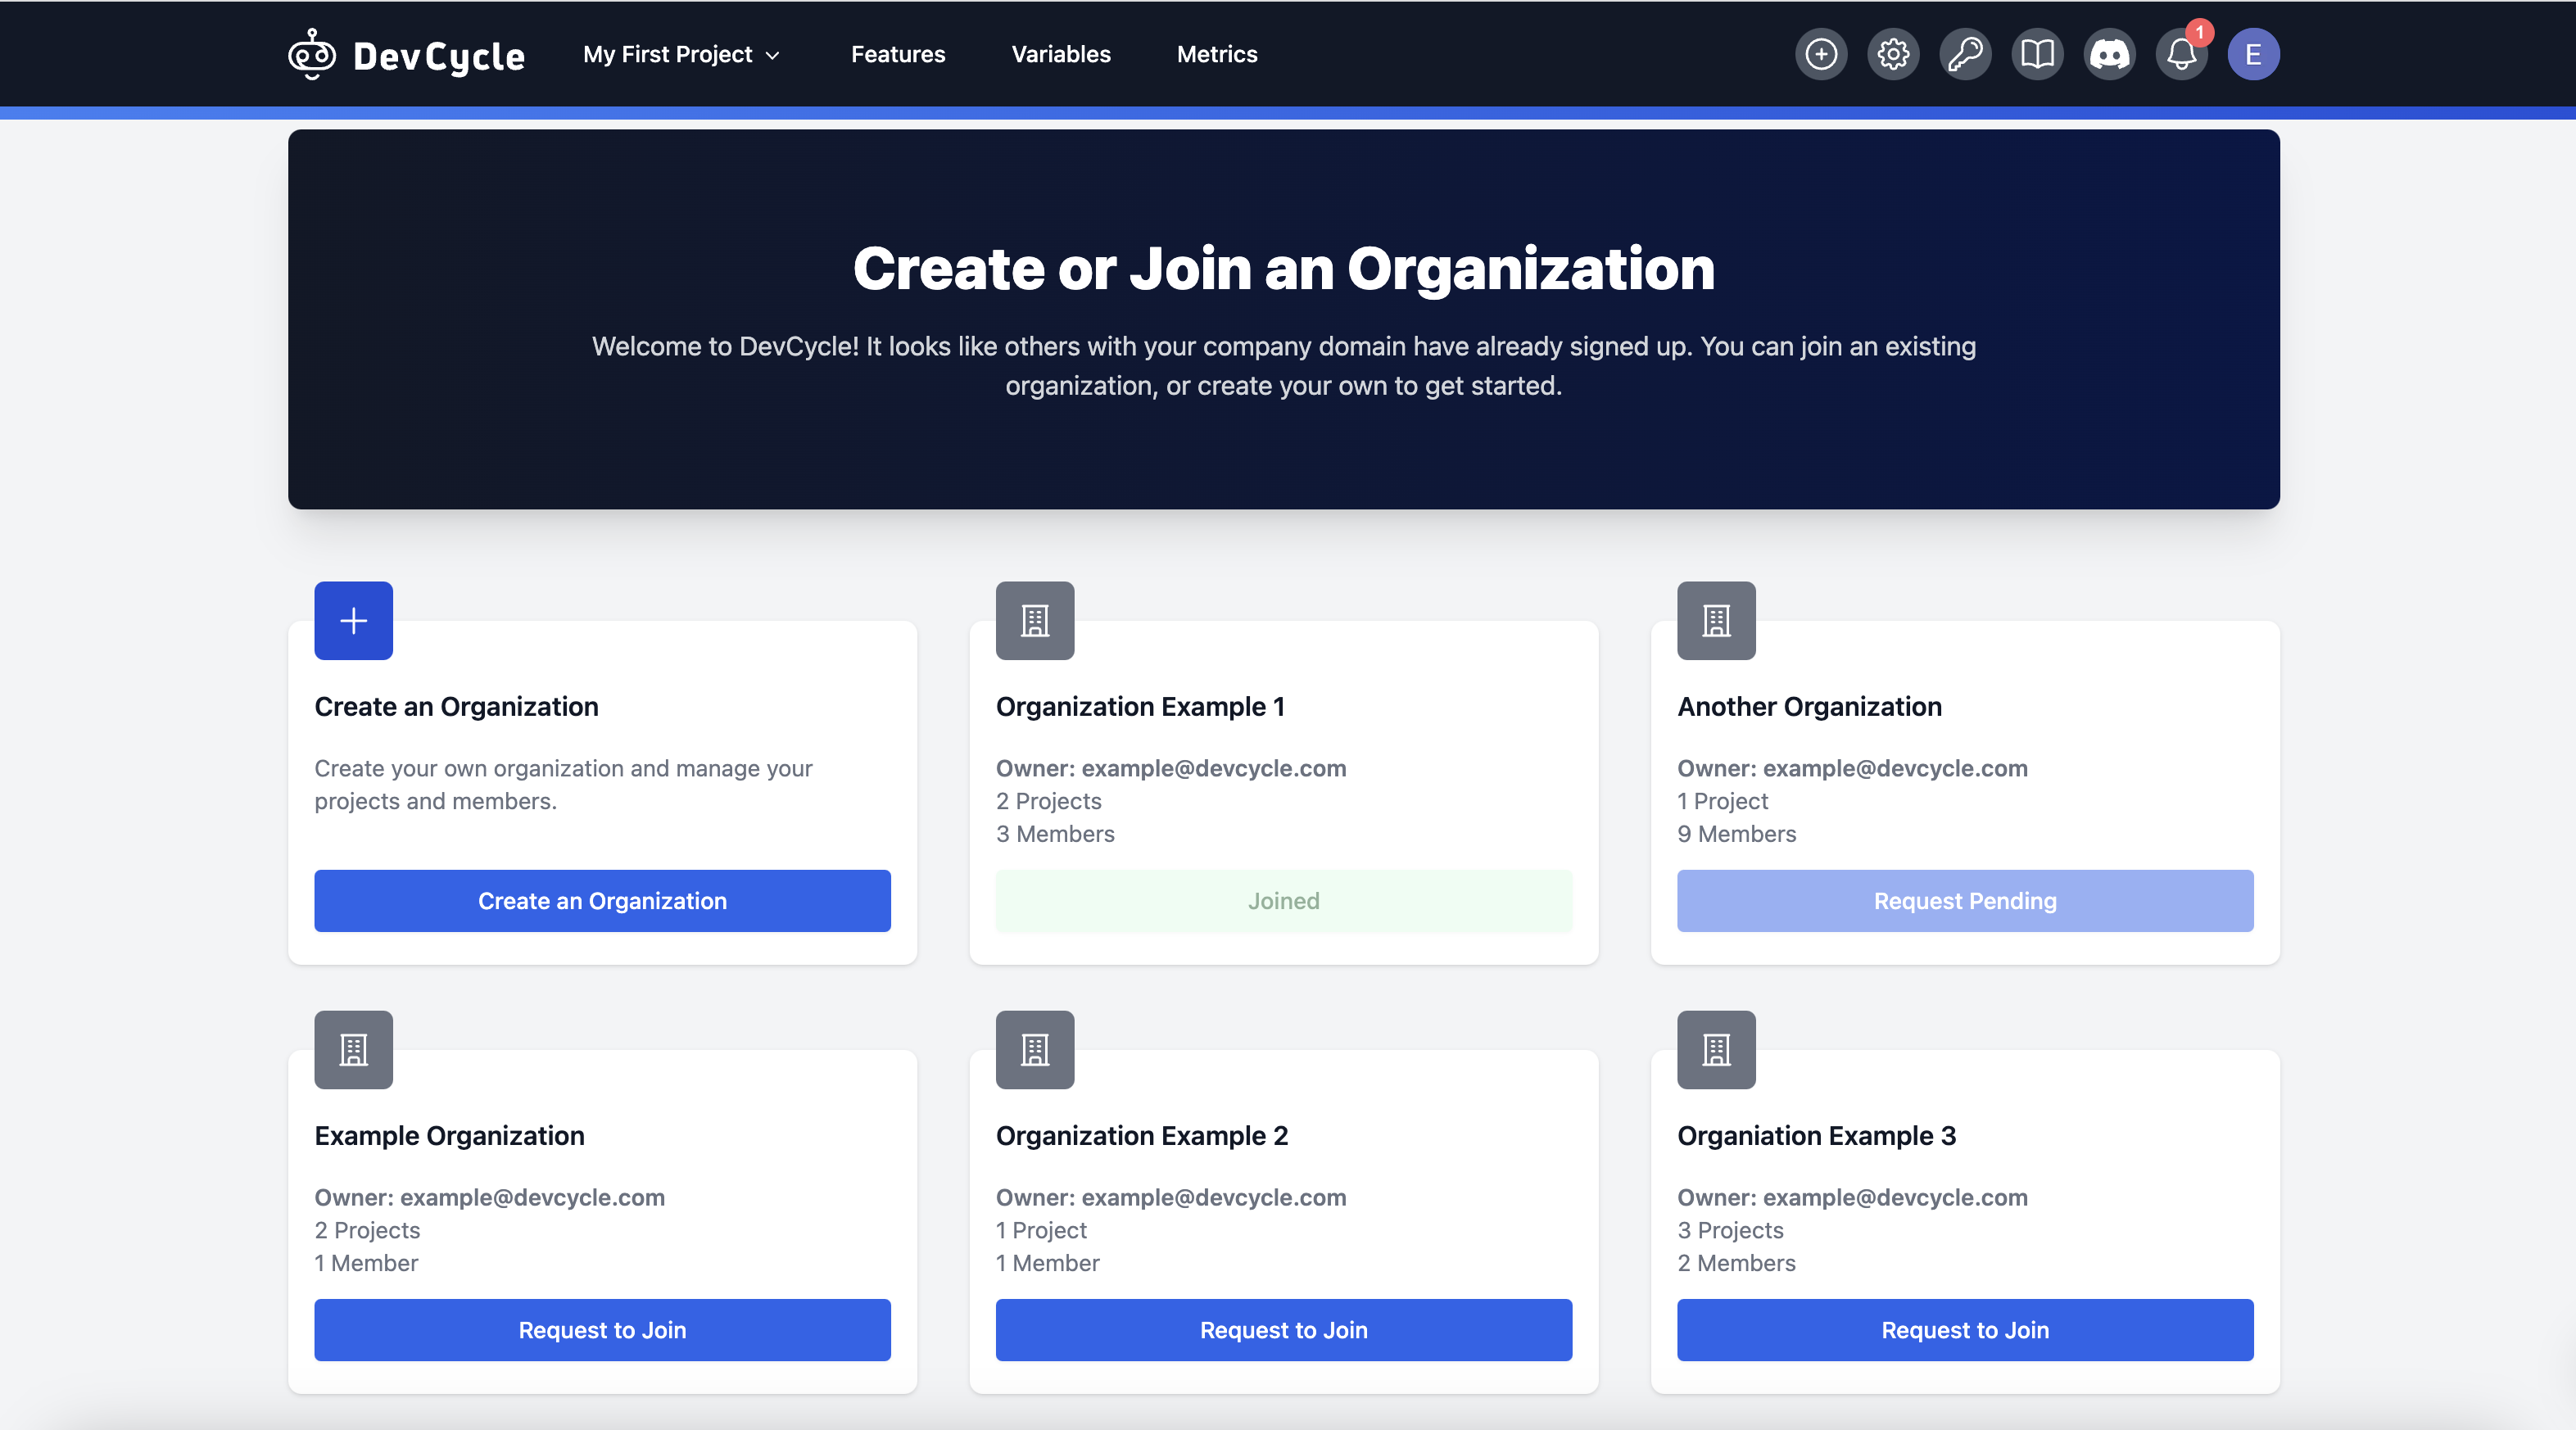 DevCycle
My First Project
Features
Variables
Metrics
1
E
Create or Join an Organization
Welcome to DevCycle! It looks like others with your company domain have already signed up. You can join an existing
organization, or create your own to get started.
Create an Organization
Create your own organization and manage your
projects and members.
Create an Organization
Organization Example 1
Owner: example@devcycle.com
2 Projects
3 Members
Joined
Another Organization
Owner: example@devcycle.com
1 Project
9 Members
Request Pending
Example Organization
Owner: example@devcycle.com
2 Projects
1 Member
Request to Join
Organization Example 2
Owner: example@devcycle.com
1 Project
1 Member
Request to Join
Organiation Example 3
Owner: example@devcycle.com
3 Projects
2 Members
Request to Join